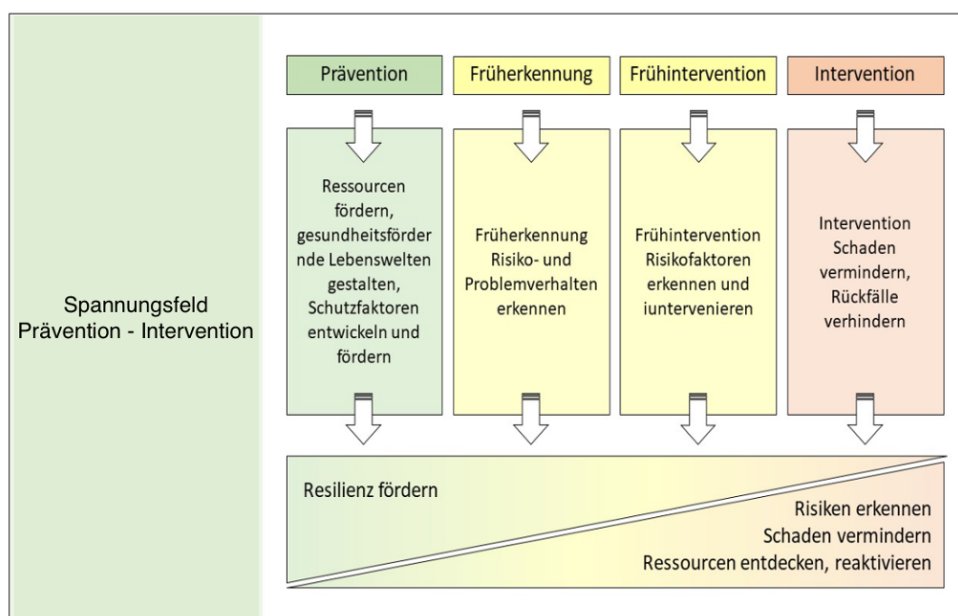 Spannungsfeld
Prävention - Intervention
Prävention
Früherkennung
Frühintervention
Intervention
Ressourcen
fördern,
gesundheitsförder
nde Lebenswelten
gestalten,
Schutzfaktoren
entwickeln und
fördern
Früherkennung
Risiko- und
Problemverhalten
erkennen
Frühintervention
Risikofaktoren
erkennen und
iuntervenieren
Intervention
Schaden
vermindern,
Rückfälle
verhindern
Resilienz fördern
Risiken erkennen
Schaden vermindern
Ressourcen entdecken, reaktivieren